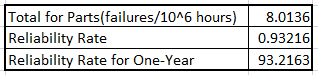 Total for Parts(failures/10^6 hours) 8.0136
Reliability Rate 0.93216
Reliability Rate for One-Year 93.2163